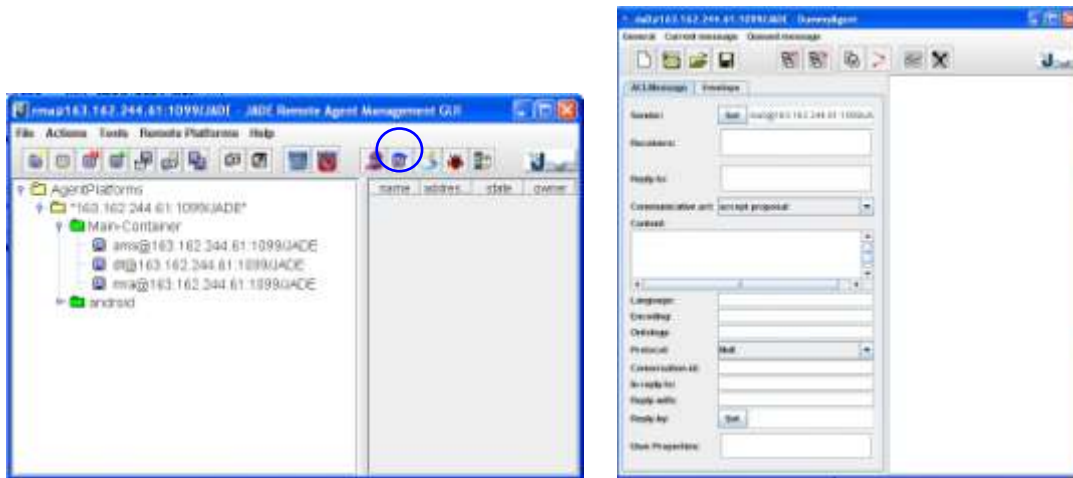 rma@163.162.244.61:1099/JADE - JADE Remote Agent Management GUI
File Actions Tools Remote Platforms Help
AgentPlatforms
"163.162.244.61:1099/JADE"
Main-Container
ams@163.162.244.61:1099/JADE
df@163.162.244.61:1099/JADE
rma@163.162.244.61:1099/JADE
android
name addres... state owner
163.162.244.61:1099/JADE - DummyAgent
General Current message Queued message
ACLMessage Envelope
Sender: Set
Receivers:
Reply-to:
Communicative act: accept-proposal
Content:
Language:
Encoding:
Ontology:
Protocol: Null
Conversation-id:
In-reply-to:
Reply-with:
Reply-by: Set
User Properties: